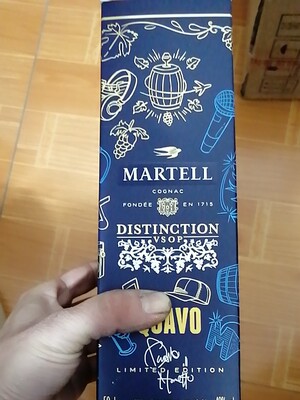 MARTELL
COGNAC
FONDÉE EN 1715
DISTINCTION
VSOP
QUAVO
LIMITED EDITION